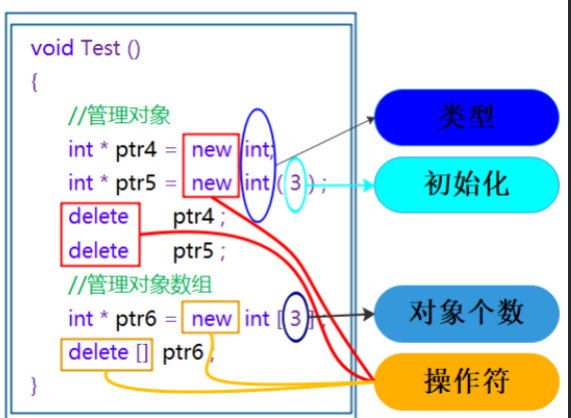 void Test ()
{
//管理对象
int * ptr4 = new int;
int * ptr5 = new int ( 3 ) ;
delete ptr4 ;
delete ptr5 ;
//管理对象数组
int * ptr6 = new int [ 3 ] ;
delete [] ptr6 ;
}
类型
初始化
对象个数
操作符